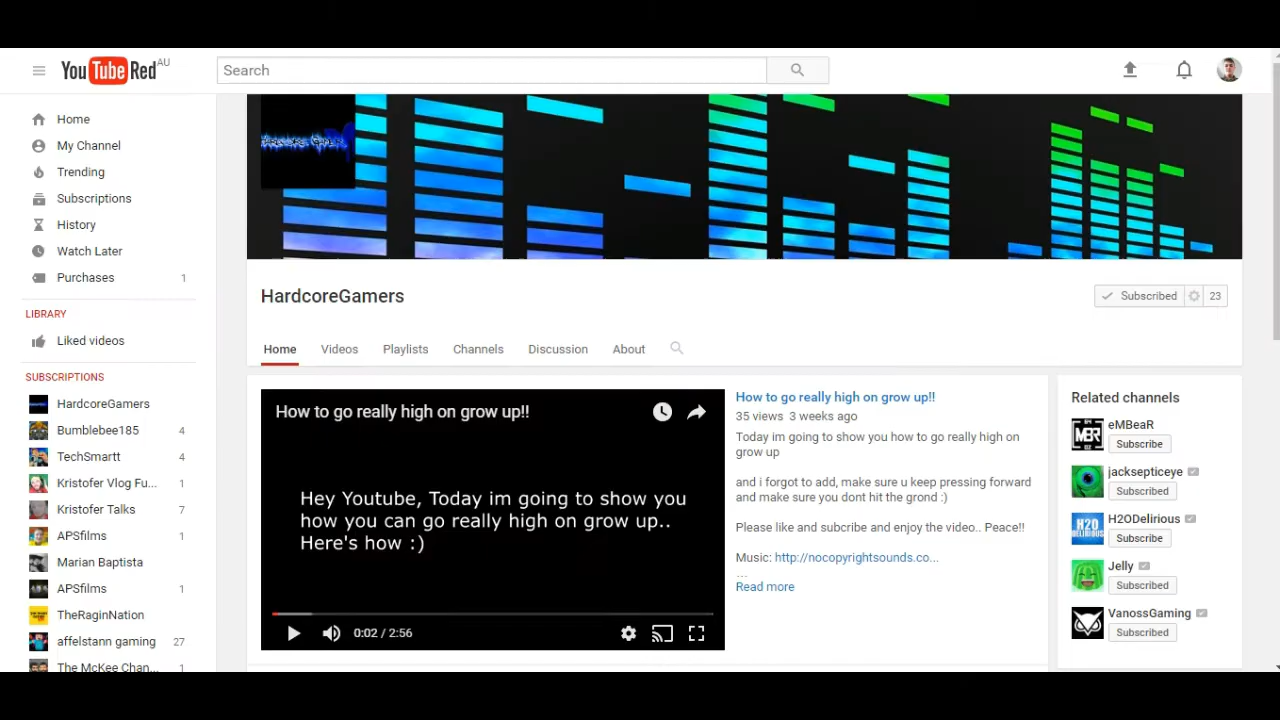 YouTube Red AU
Search
Home
My Channel
Trending
Subscriptions
History
Watch Later
Purchases 1
LIBRARY
Liked videos
SUBSCRIPTIONS
HardcoreGamers
Bumblebee185 4
TechSmartt 4
Kristofer Vlog Fu... 1
Kristofer Talks 7
APSfilms 1
Marian Baptista
APSfilms 1
TheRaginNation
affelstann gaming 27
The McKee Chan... 1
HardcoreGamers
Subscribed 23
Home Videos Playlists Channels Discussion About
How to go really high on grow up!!
Hey Youtube, Today im going to show you
how you can go really high on grow up..
Here's how :)
0:02 / 2:56
How to go really high on grow up!!
35 views 3 weeks ago
Today im going to show you how to go really high on
grow up
and i forgot to add, make sure u keep pressing forward
and make sure you dont hit the grond :)
Please like and subcribe and enjoy the video.. Peace!!
Music: http://nocopyrightsounds.co...
...
Read more
Related channels
eMBeaR
Subscribe
jacksepticeye
Subscribed
H2ODelirious
Subscribe
Jelly
Subscribed
VanossGaming
Subscribed